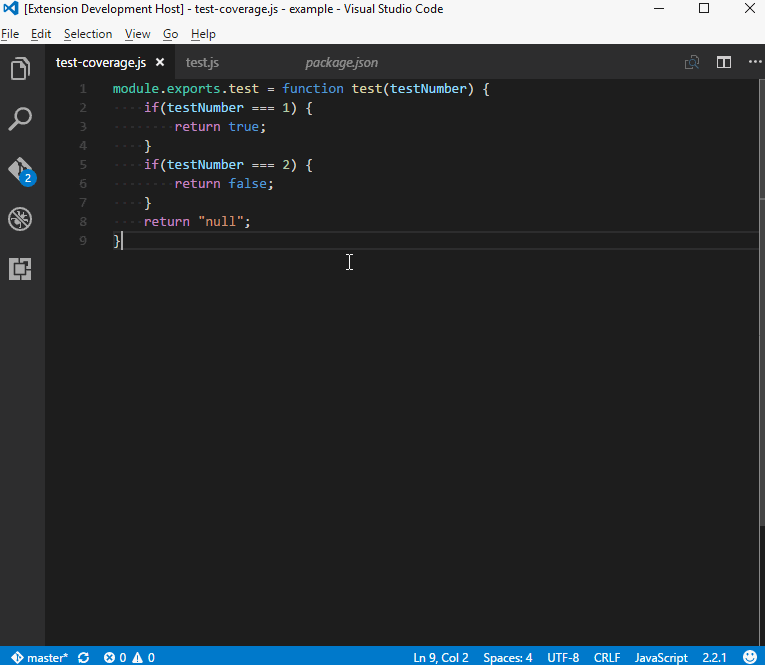 [Extension Development Host] - test-coverage.js - example - Visual Studio Code
File Edit Selection View Go Help
test-coverage.js test.js package.json
1 module.exports.test = function test(testNumber) {
2 ····if(testNumber === 1) {
3 ········return true;
4 ····}
5 ····if(testNumber === 2) {
6 ········return false;
7 ····}
8 ····return "null";
9 }
2
master* 0 0 Ln 9, Col 2 Spaces: 4 UTF-8 CRLF JavaScript 2.2.1